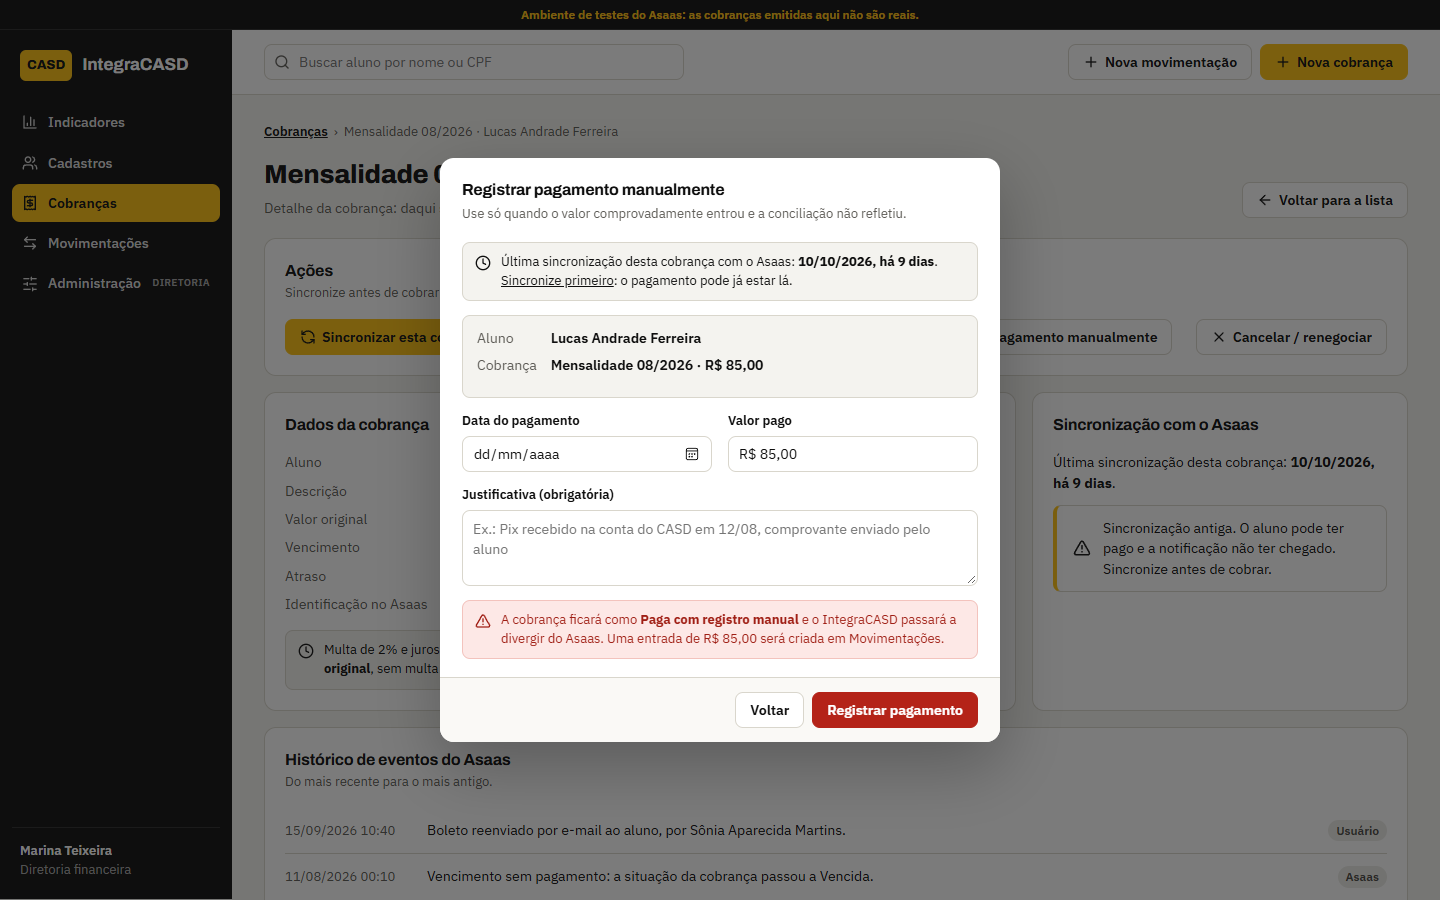 Ambiente de testes do Asaas: as cobranças emitidas aqui não são reais.
CASD IntegraCASD
Buscar aluno por nome ou CPF
Nova movimentação
Nova cobrança
Indicadores
Cadastros
Cobranças
Movimentações
Administração DIRETORIA
Marina Teixeira
Diretoria financeira
Cobranças › Mensalidade 08/2026 · Lucas Andrade Ferreira
Mensalidade
Detalhe da cobrança: daqui
Voltar para a lista
Ações
Sincronize antes de cobrar
Sincronizar esta
agamento manualmente
Cancelar / renegociar
Dados da cobrança
Aluno
Descrição
Valor original
Vencimento
Atraso
Identificação no Asaas
Multa de 2% e juros
original, sem multa
Sincronização com o Asaas
Última sincronização desta cobrança: 10/10/2026,
há 9 dias.
Sincronização antiga. O aluno pode ter
pago e a notificação não ter chegado.
Sincronize antes de cobrar.
Registrar pagamento manualmente
Use só quando o valor comprovadamente entrou e a conciliação não refletiu.
Última sincronização desta cobrança com o Asaas: 10/10/2026, há 9 dias.
Sincronize primeiro: o pagamento pode já estar lá.
Aluno Lucas Andrade Ferreira
Cobrança Mensalidade 08/2026 · R$ 85,00
Data do pagamento
dd/mm/aaaa
Valor pago
R$ 85,00
Justificativa (obrigatória)
Ex.: Pix recebido na conta do CASD em 12/08, comprovante enviado pelo
aluno
A cobrança ficará como Paga com registro manual e o IntegraCASD passará a
divergir do Asaas. Uma entrada de R$ 85,00 será criada em Movimentações.
Voltar
Registrar pagamento
Histórico de eventos do Asaas
Do mais recente para o mais antigo.
15/09/2026 10:40 Boleto reenviado por e-mail ao aluno, por Sônia Aparecida Martins. Usuário
11/08/2026 00:10 Vencimento sem pagamento: a situação da cobrança passou a Vencida. Asaas